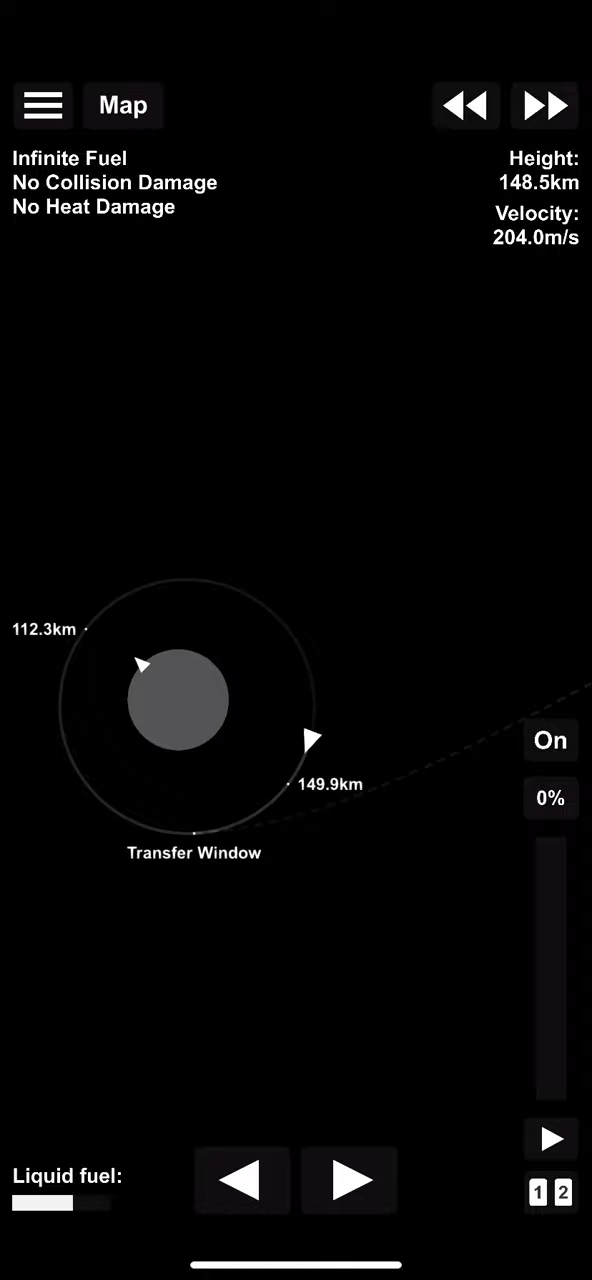 Map
Infinite Fuel
No Collision Damage
No Heat Damage
Height:
148.5km
Velocity:
204.0m/s
112.3km
On
149.9km
0%
Transfer Window
Liquid fuel:
1 2